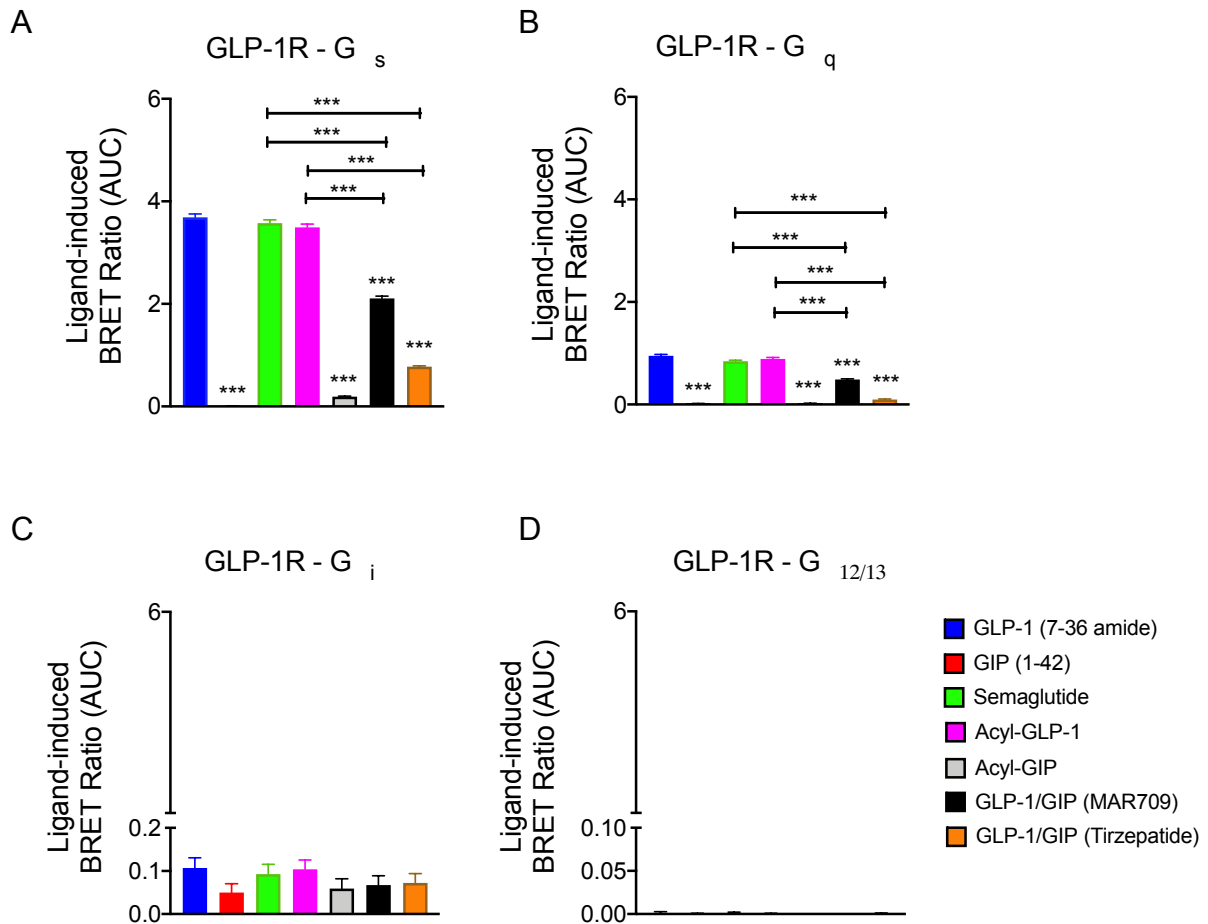 A
GLP-1R - G s
Ligand-induced
BRET Ratio (AUC)
6
4
2
0
***
***
***
***
***
***
***
***
B
GLP-1R - G q
Ligand-induced
BRET Ratio (AUC)
6
4
2
0
***
***
***
***
***
***
***
***
C
GLP-1R - G i
Ligand-induced
BRET Ratio (AUC)
6
0.2
0.1
0.0
D
GLP-1R - G 12/13
Ligand-induced
BRET Ratio (AUC)
6
0.10
0.05
0.00
GLP-1 (7-36 amide)
GIP (1-42)
Semaglutide
Acyl-GLP-1
Acyl-GIP
GLP-1/GIP (MAR709)
GLP-1/GIP (Tirzepatide)